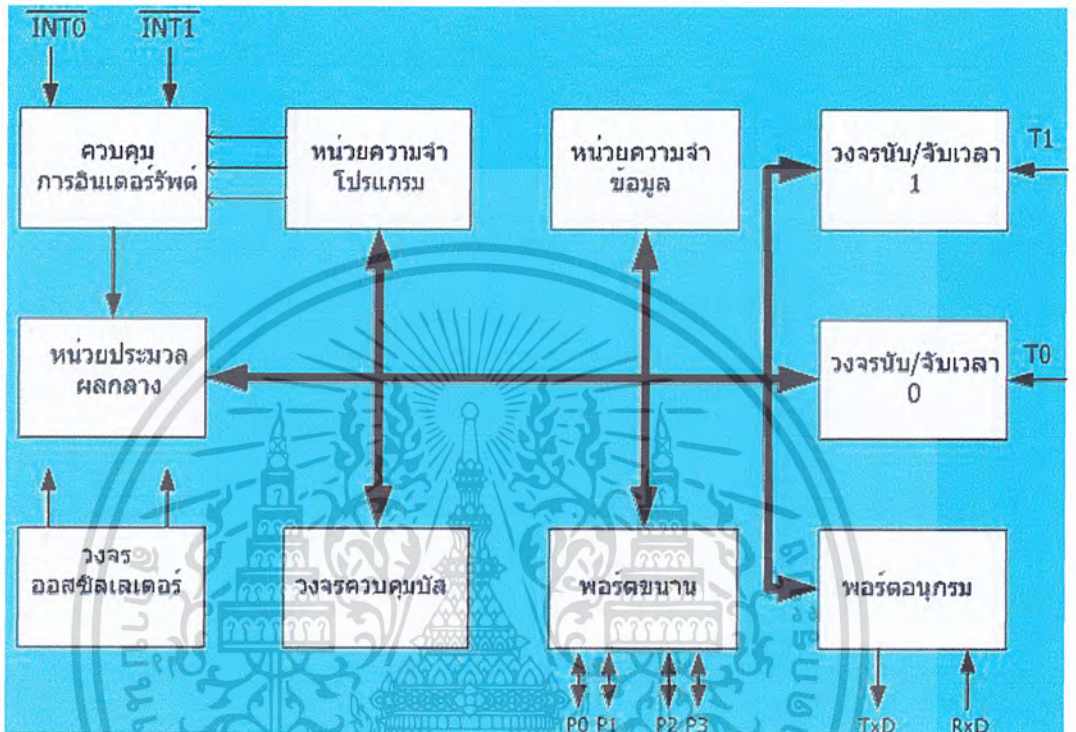 INT0 INT1
ควบคุม
การอินเตอร์รัพต์
หน่วยความจำ
โปรแกรม
หน่วยความจำ
ข้อมูล
วงจรนับ/จับเวลา
1
T1
หน่วยประมวล
ผลกลาง
วงจรนับ/จับเวลา
0
T0
วงจร
ออสซิลเลเตอร์
วงจรควบคุมบัส
พอร์ตขนาน
พอร์ตอนุกรม
P0 P1 P2 P3
TxD RxD